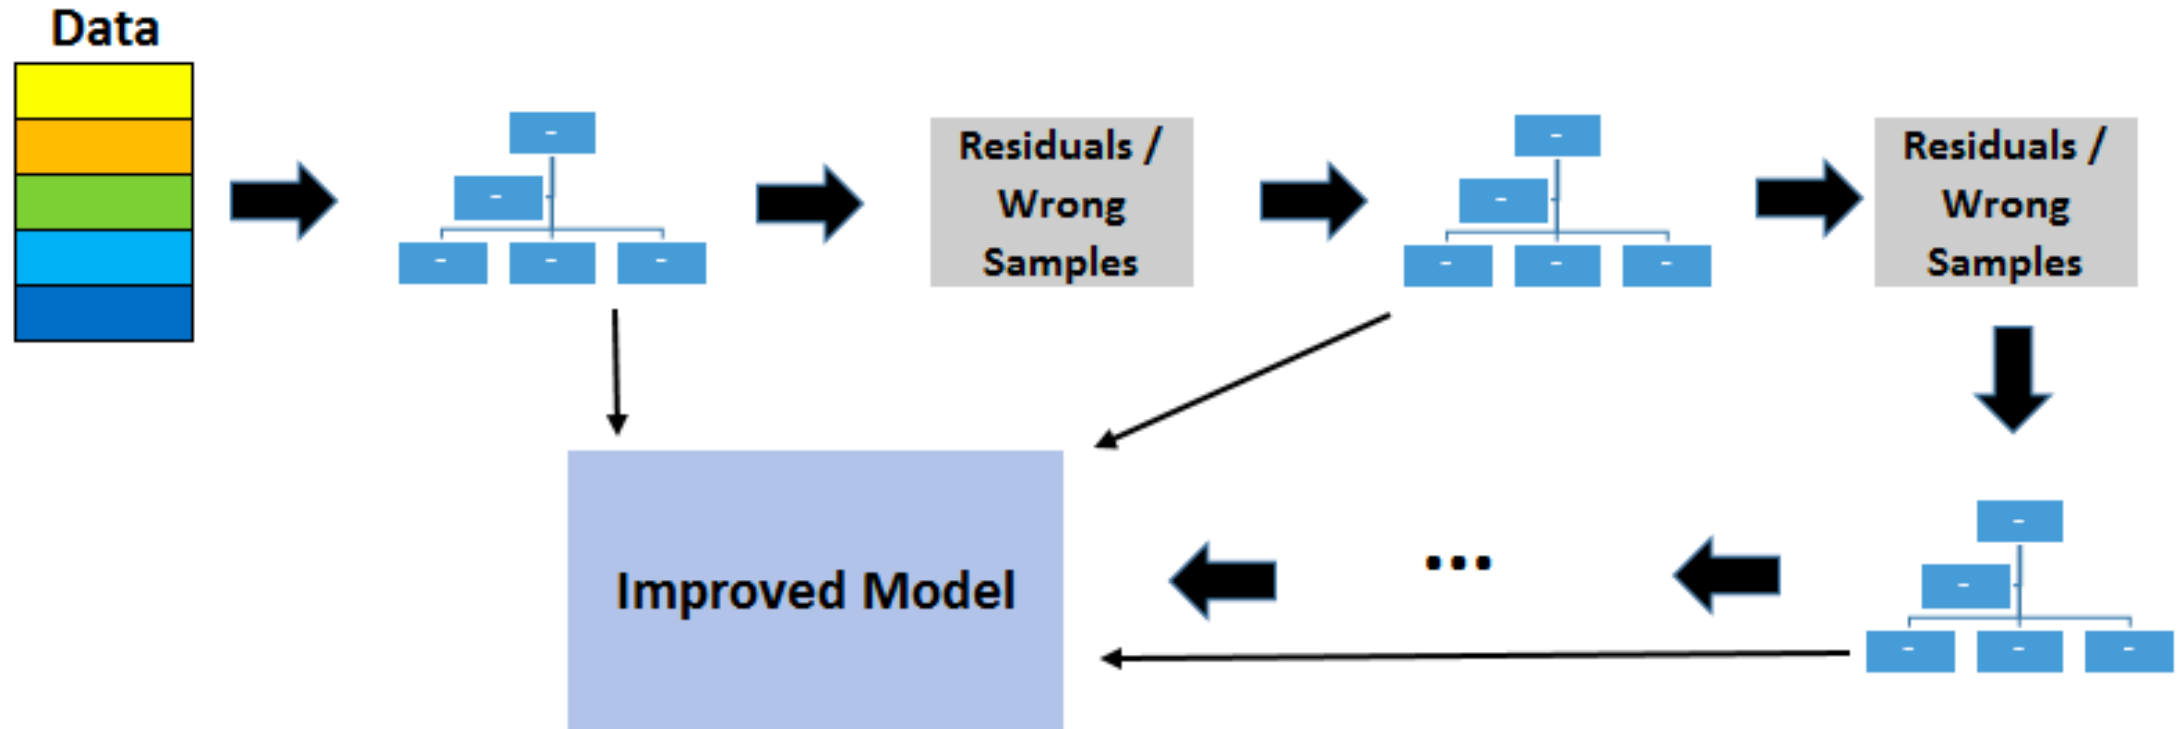 Data
Residuals /
Wrong
Samples
Residuals /
Wrong
Samples
-
-
- - -
-
-
- - -
Improved Model
...
-
-
- - -